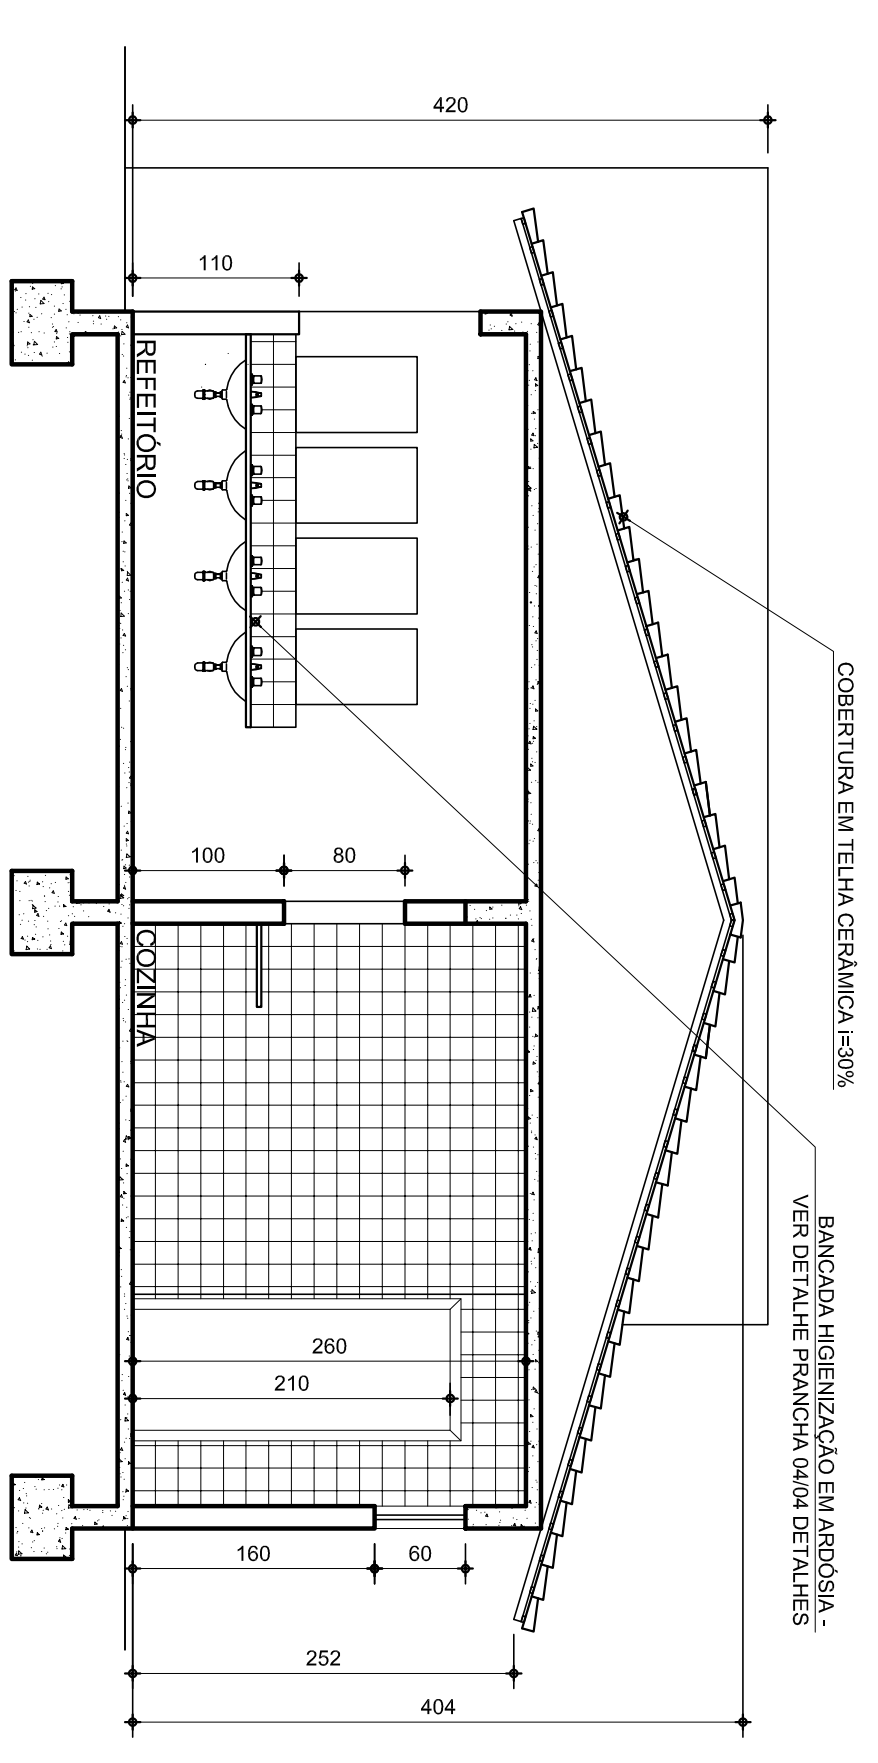 COBERTURA EM TELHA CERÂMICA i=30%
BANCADA HIGIENIZAÇÃO EM ARDÓSIA -
VER DETALHE PRANCHA 04/04 DETALHES
420
110
REFEITÓRIO
100
80
COZINHA
260
210
160
60
252
404